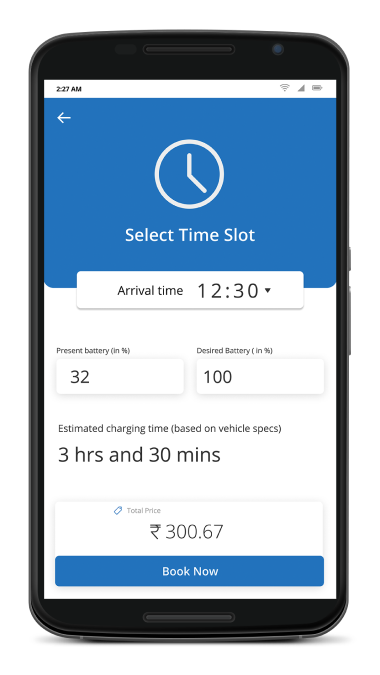 2:27 AM
Select Time Slot
Arrival time 12:30
Present battery (in %) Desired Battery ( in %)
32 100
Estimated charging time (based on vehicle specs)
3 hrs and 30 mins
Total Price
₹ 300.67
Book Now